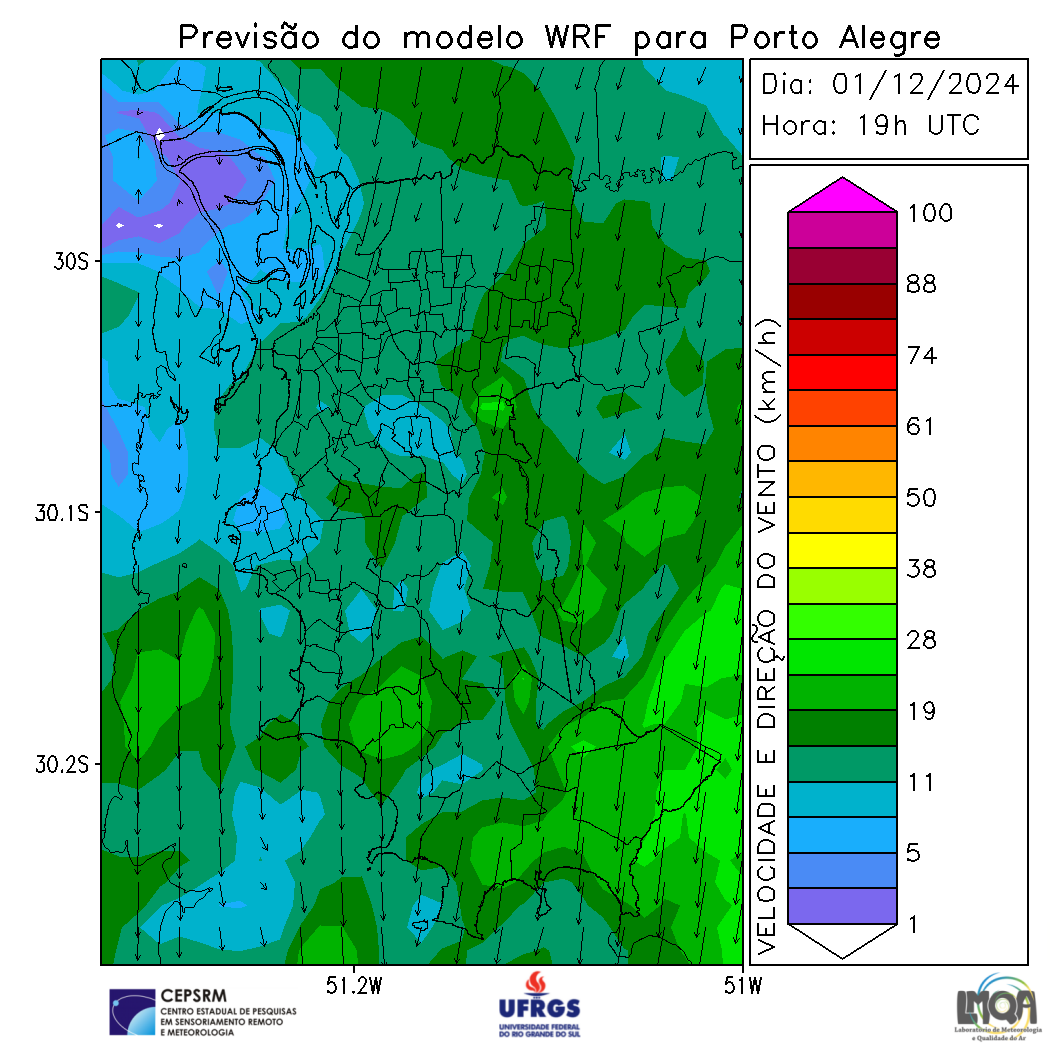 Previsão do modelo WRF para Porto Alegre
Dia: 01/12/2024
Hora: 19h UTC
30S
30.1S
30.2S
51.2W
51W
VELOCIDADE E DIREÇÃO DO VENTO (km/h)
100
88
74
61
50
38
28
19
11
5
1
CEPSRM
CENTRO ESTADUAL DE PESQUISAS
EM SENSORIAMENTO REMOTO
E METEOROLOGIA
UFRGS
UNIVERSIDADE FEDERAL
DO RIO GRANDE DO SUL
LMQA
Laboratório de Meteorologia
e Qualidade do Ar